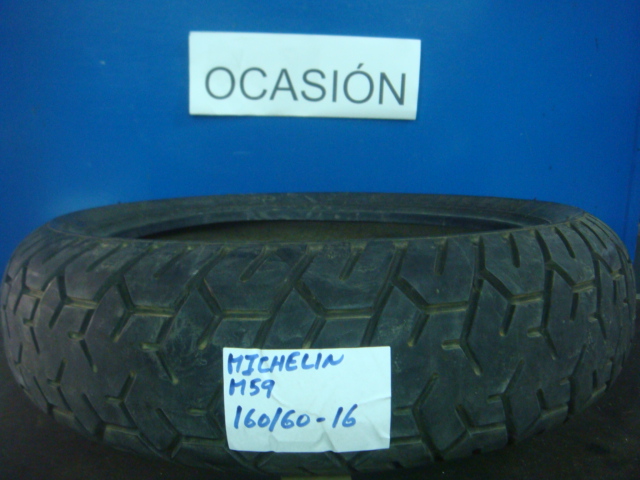 OCASIÓN
MICHELIN
M59
160/60-16